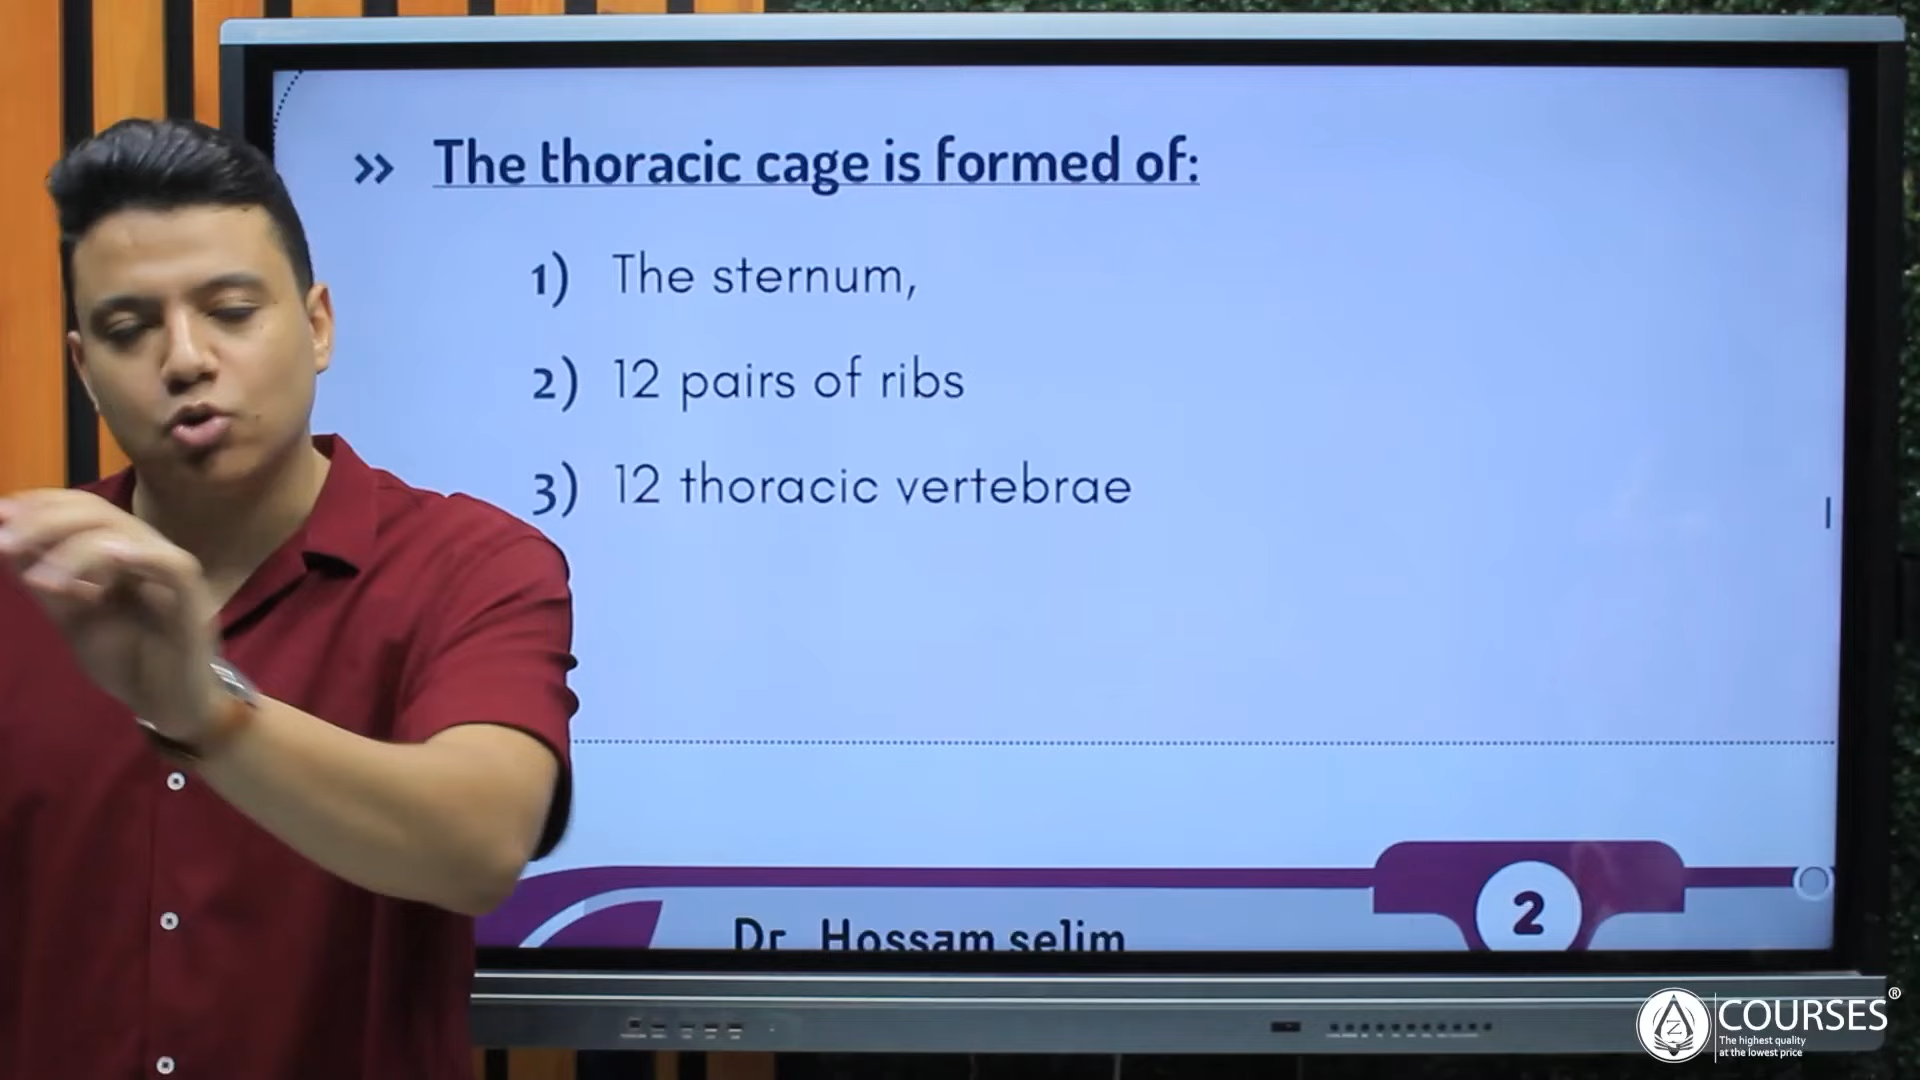 >> The thoracic cage is formed of:
1) The sternum,
2) 12 pairs of ribs
3) 12 thoracic vertebrae
Dr. Hossam selim
2
COURSES®
The highest quality
at the lowest price